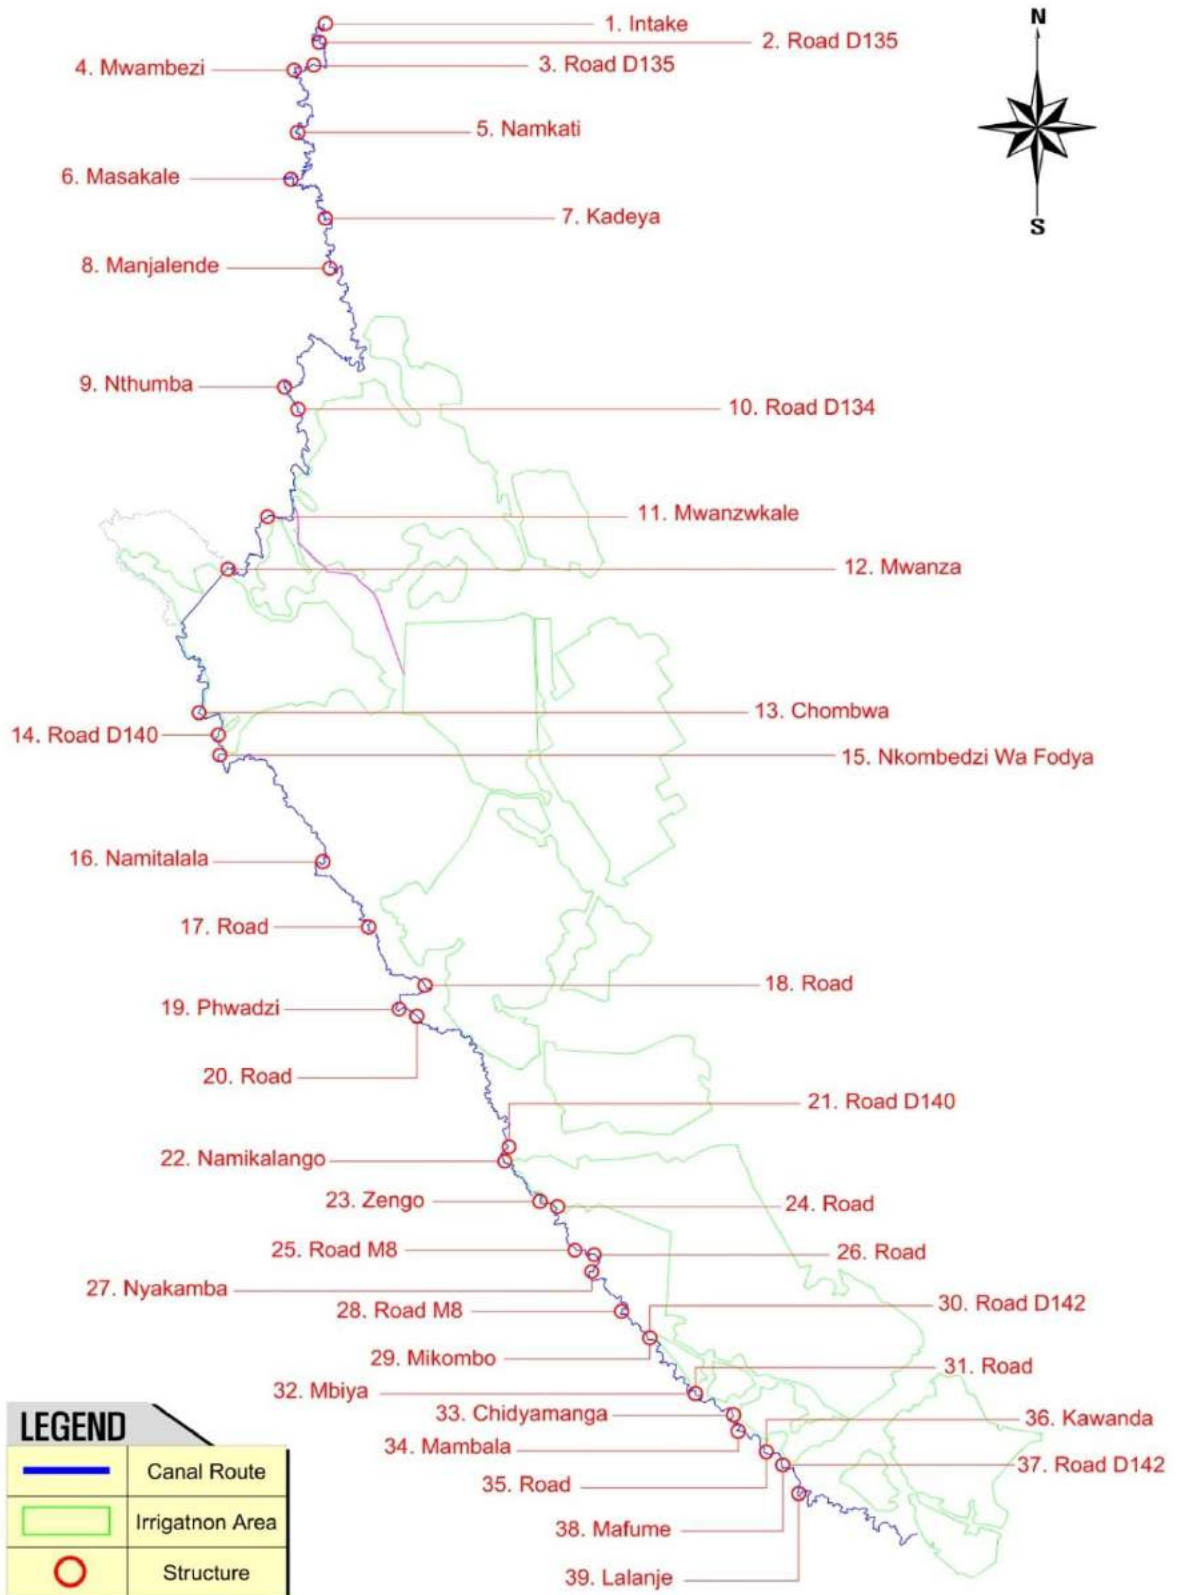 N
1. Intake
2. Road D135
3. Road D135
4. Mwambezi
5. Namkati
6. Masakale
7. Kadeya
8. Manjalende
S
9. Nthumba
10. Road D134
11. Mwanzwkale
12. Mwanza
13. Chombwa
14. Road D140
15. Nkombedzi Wa Fodya
16. Namitalala
17. Road
18. Road
19. Phwadzi
20. Road
21. Road D140
22. Namikalango
23. Zengo
24. Road
25. Road M8
26. Road
27. Nyakamba
28. Road M8
30. Road D142
29. Mikombo
31. Road
32. Mbiya
33. Chidyamanga
36. Kawanda
34. Mambala
37. Road D142
35. Road
38. Mafume
39. Lalanje
LEGEND
Canal Route
Irrigatnon Area
Structure